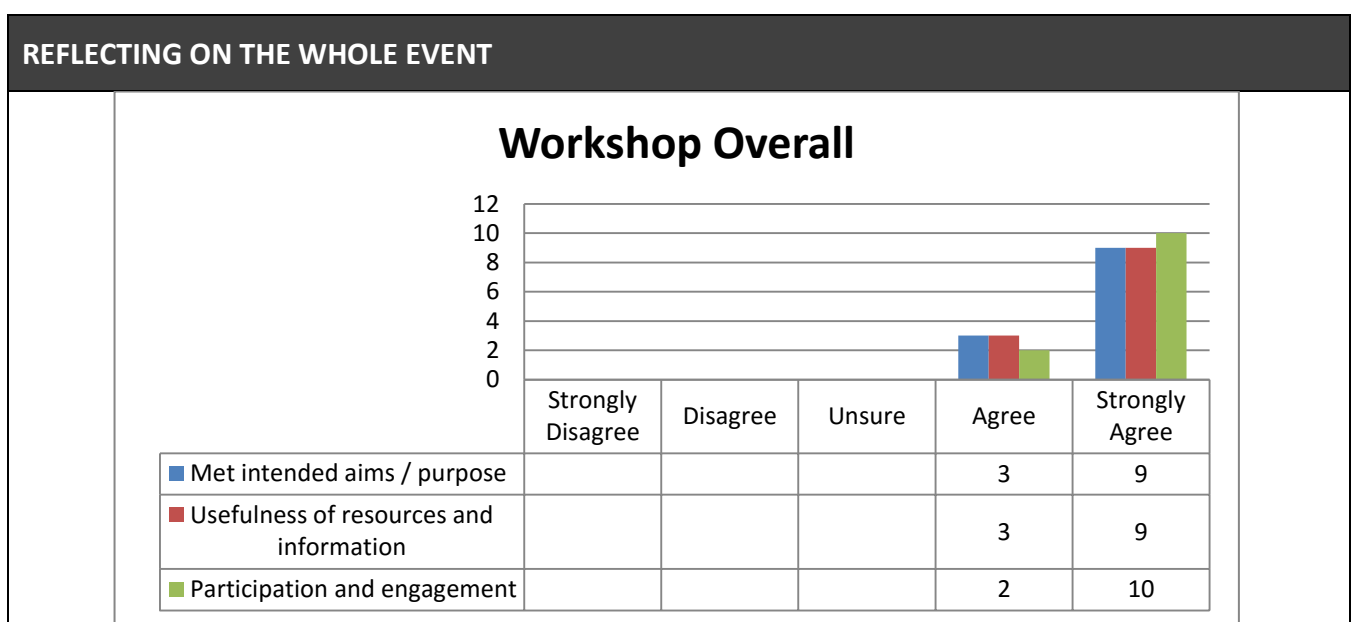 REFLECTING ON THE WHOLE EVENT
Workshop Overall
12
10
8
6
4
2
0
Strongly Disagree Disagree Unsure Agree Strongly Agree
Met intended aims / purpose 3 9
Usefulness of resources and information 3 9
Participation and engagement 2 10